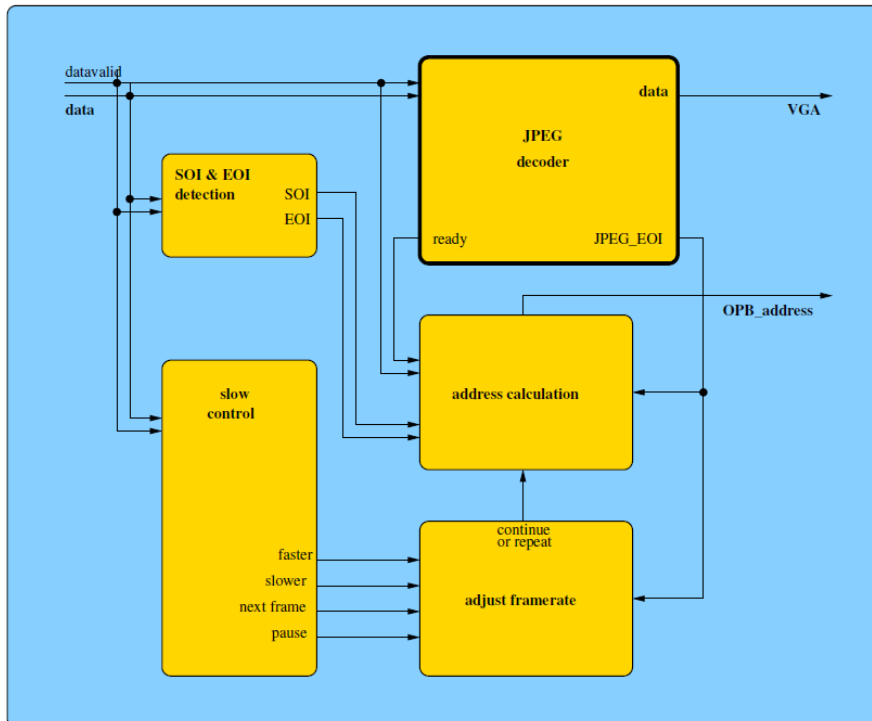 datavalid
data
data
VGA
JPEG
decoder
SOI & EOI
detection
SOI
EOI
ready
JPEG_EOI
OPB_address
slow
control
address calculation
continue
or repeat
faster
slower
next frame
pause
adjust framerate